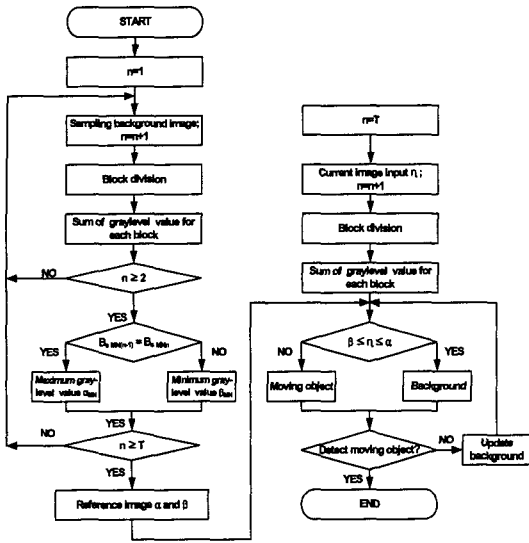 START
n=1
Sampling background image;
n=n+1
Block division
Sum of graylevel value for
each block
NO
n ≥ 2
YES
YES
NO
Maximum gray-
level value αMN
Minimum gray-
level value βMN
YES
NO
n ≥ T
YES
Reference image α and β
n=T
Current image input η ;
n=n+1
Block division
Sum of graylevel value for
each block
β ≤ η ≤ α
NO
YES
Moving object
Background
Detect moving object?
NO
Update
background
YES
END